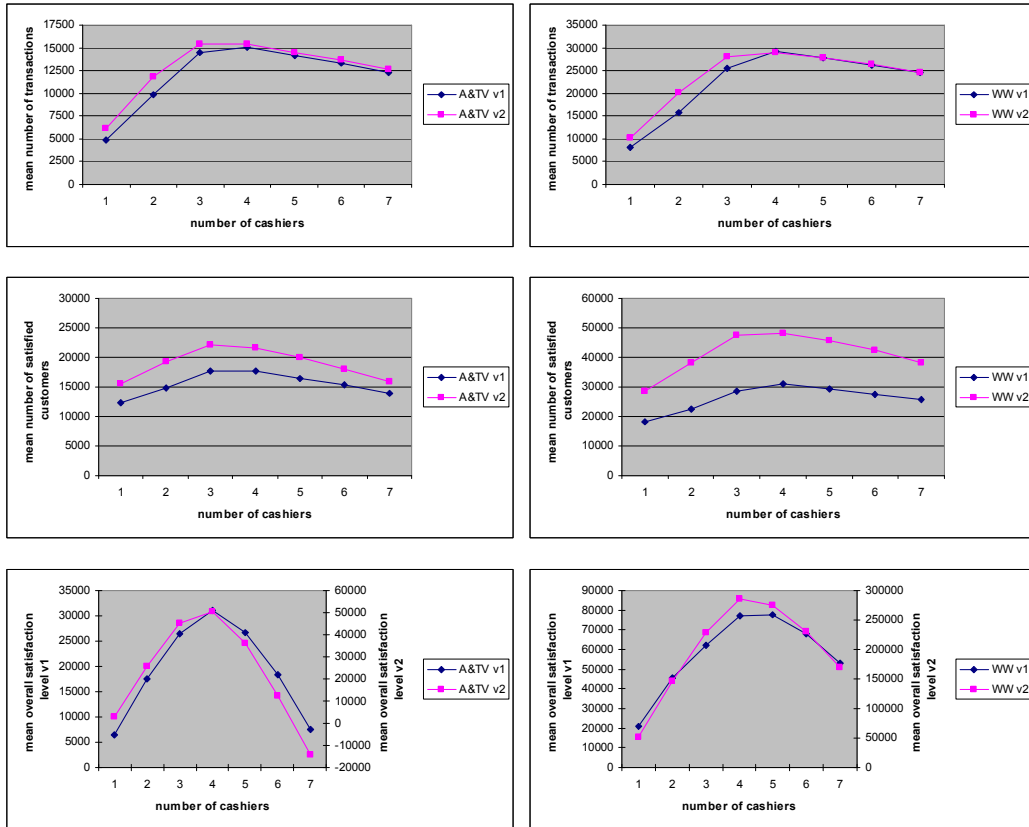 mean number of transactions
17500
15000
12500
10000
7500
5000
2500
0
1 2 3 4 5 6 7
number of cashiers
A&TV v1
A&TV v2
mean number of transactions
35000
30000
25000
20000
15000
10000
5000
0
1 2 3 4 5 6 7
number of cashiers
WW v1
WW v2
mean number of satisfied
customers
30000
25000
20000
15000
10000
5000
0
1 2 3 4 5 6 7
number of cashiers
A&TV v1
A&TV v2
mean number of satisfied
customers
60000
50000
40000
30000
20000
10000
0
1 2 3 4 5 6 7
number of cashiers
WW v1
WW v2
mean overall satisfaction
level v1
35000
30000
25000
20000
15000
10000
5000
0
1 2 3 4 5 6 7
number of cashiers
60000
50000
40000
30000
20000
10000
0
-10000
-20000
mean overall satisfaction
level v2
A&TV v1
A&TV v2
mean overall satisfaction
level v1
90000
80000
70000
60000
50000
40000
30000
20000
10000
0
1 2 3 4 5 6 7
number of cashiers
300000
250000
200000
150000
100000
50000
0
mean overall satisfaction
level v2
WW v1
WW v2